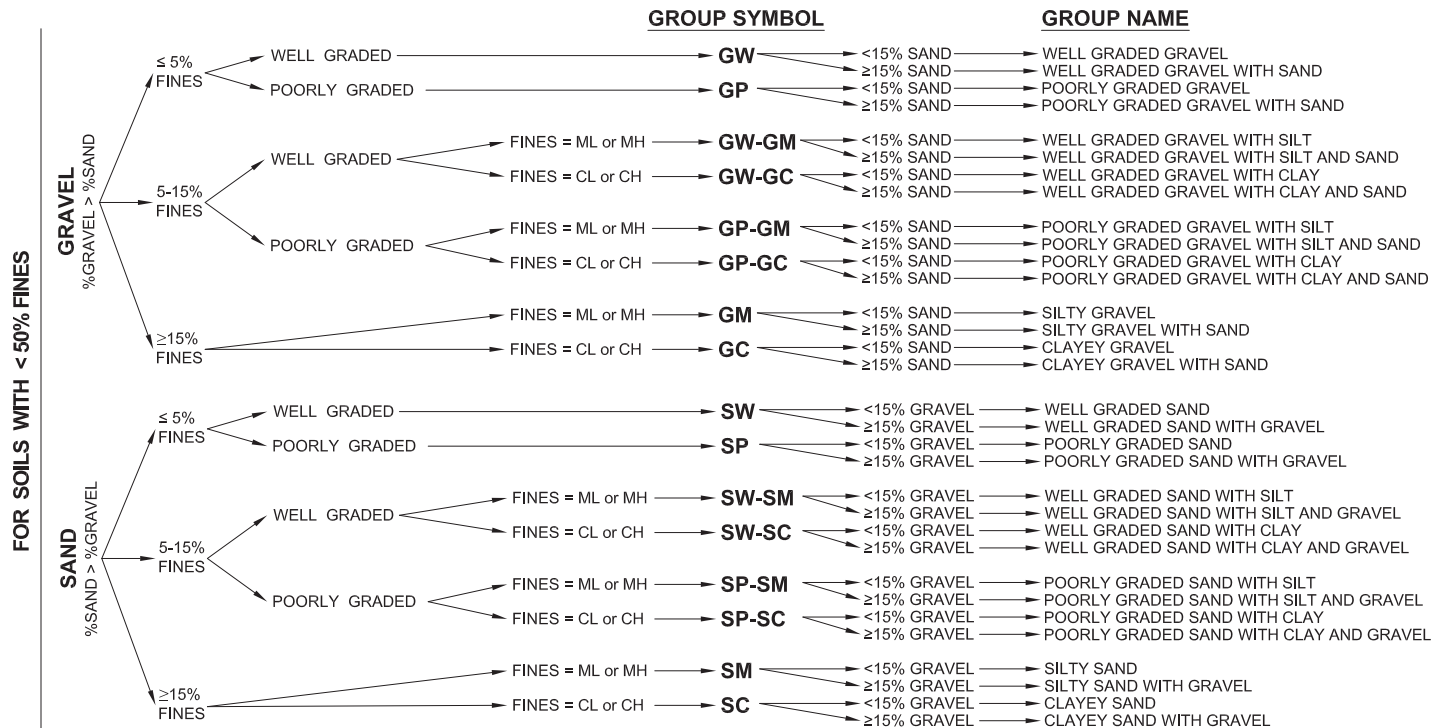 GROUP SYMBOL
GROUP NAME
FOR SOILS WITH < 50% FINES
GRAVEL
%GRAVEL > %SAND
≤ 5%
FINES
WELL GRADED
GW
<15% SAND
WELL GRADED GRAVEL
≥15% SAND
WELL GRADED GRAVEL WITH SAND
POORLY GRADED
GP
<15% SAND
POORLY GRADED GRAVEL
≥15% SAND
POORLY GRADED GRAVEL WITH SAND
5-15%
FINES
WELL GRADED
FINES = ML or MH
GW-GM
<15% SAND
WELL GRADED GRAVEL WITH SILT
≥15% SAND
WELL GRADED GRAVEL WITH SILT AND SAND
FINES = CL or CH
GW-GC
<15% SAND
WELL GRADED GRAVEL WITH CLAY
≥15% SAND
WELL GRADED GRAVEL WITH CLAY AND SAND
POORLY GRADED
FINES = ML or MH
GP-GM
<15% SAND
POORLY GRADED GRAVEL WITH SILT
≥15% SAND
POORLY GRADED GRAVEL WITH SILT AND SAND
FINES = CL or CH
GP-GC
<15% SAND
POORLY GRADED GRAVEL WITH CLAY
≥15% SAND
POORLY GRADED GRAVEL WITH CLAY AND SAND
≥15%
FINES
FINES = ML or MH
GM
<15% SAND
SILTY GRAVEL
≥15% SAND
SILTY GRAVEL WITH SAND
FINES = CL or CH
GC
<15% SAND
CLAYEY GRAVEL
≥15% SAND
CLAYEY GRAVEL WITH SAND
SAND
%SAND > %GRAVEL
≤ 5%
FINES
WELL GRADED
SW
<15% GRAVEL
WELL GRADED SAND
≥15% GRAVEL
WELL GRADED SAND WITH GRAVEL
POORLY GRADED
SP
<15% GRAVEL
POORLY GRADED SAND
≥15% GRAVEL
POORLY GRADED SAND WITH GRAVEL
5-15%
FINES
WELL GRADED
FINES = ML or MH
SW-SM
<15% GRAVEL
WELL GRADED SAND WITH SILT
≥15% GRAVEL
WELL GRADED SAND WITH SILT AND GRAVEL
FINES = CL or CH
SW-SC
<15% GRAVEL
WELL GRADED SAND WITH CLAY
≥15% GRAVEL
WELL GRADED SAND WITH CLAY AND GRAVEL
POORLY GRADED
FINES = ML or MH
SP-SM
<15% GRAVEL
POORLY GRADED SAND WITH SILT
≥15% GRAVEL
POORLY GRADED SAND WITH SILT AND GRAVEL
FINES = CL or CH
SP-SC
<15% GRAVEL
POORLY GRADED SAND WITH CLAY
≥15% GRAVEL
POORLY GRADED SAND WITH CLAY AND GRAVEL
≥15%
FINES
FINES = ML or MH
SM
<15% GRAVEL
SILTY SAND
≥15% GRAVEL
SILTY SAND WITH GRAVEL
FINES = CL or CH
SC
<15% GRAVEL
CLAYEY SAND
≥15% GRAVEL
CLAYEY SAND WITH GRAVEL